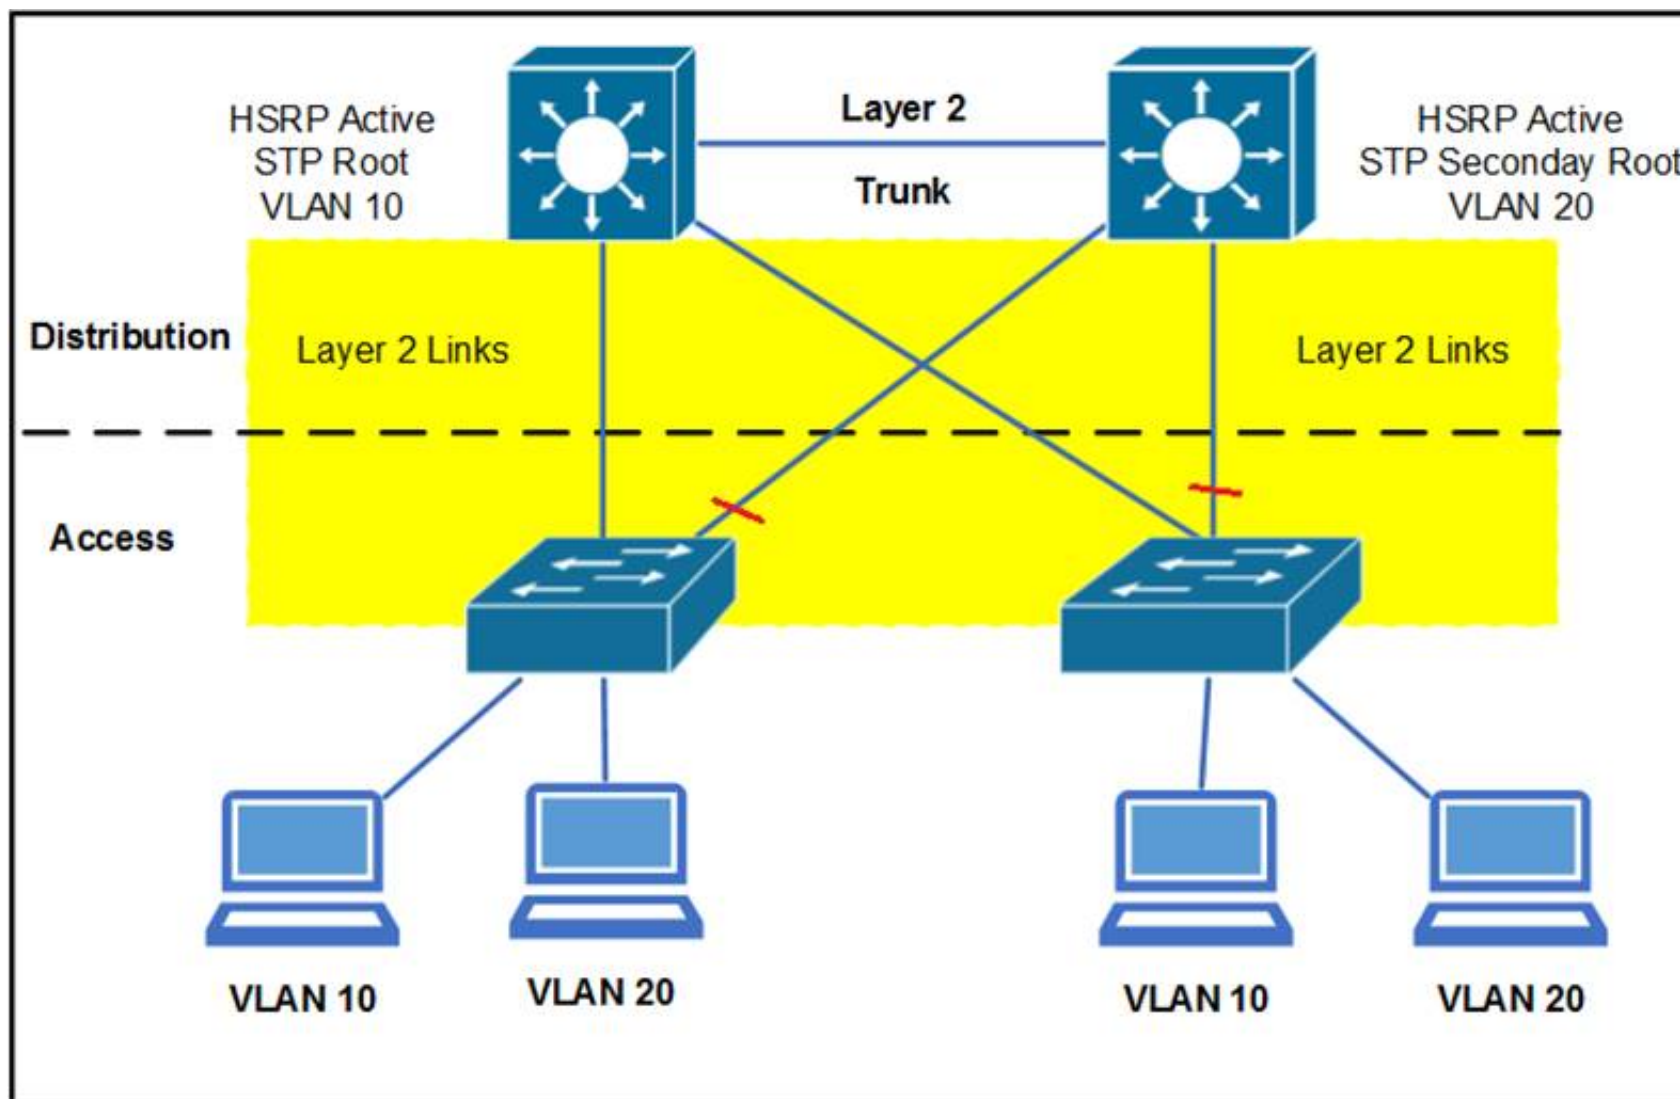 HSRP Active
STP Root
VLAN 10
Layer 2
Trunk
HSRP Active
STP Seconday Root
VLAN 20
Distribution
Layer 2 Links
Layer 2 Links
Access
VLAN 10
VLAN 20
VLAN 10
VLAN 20